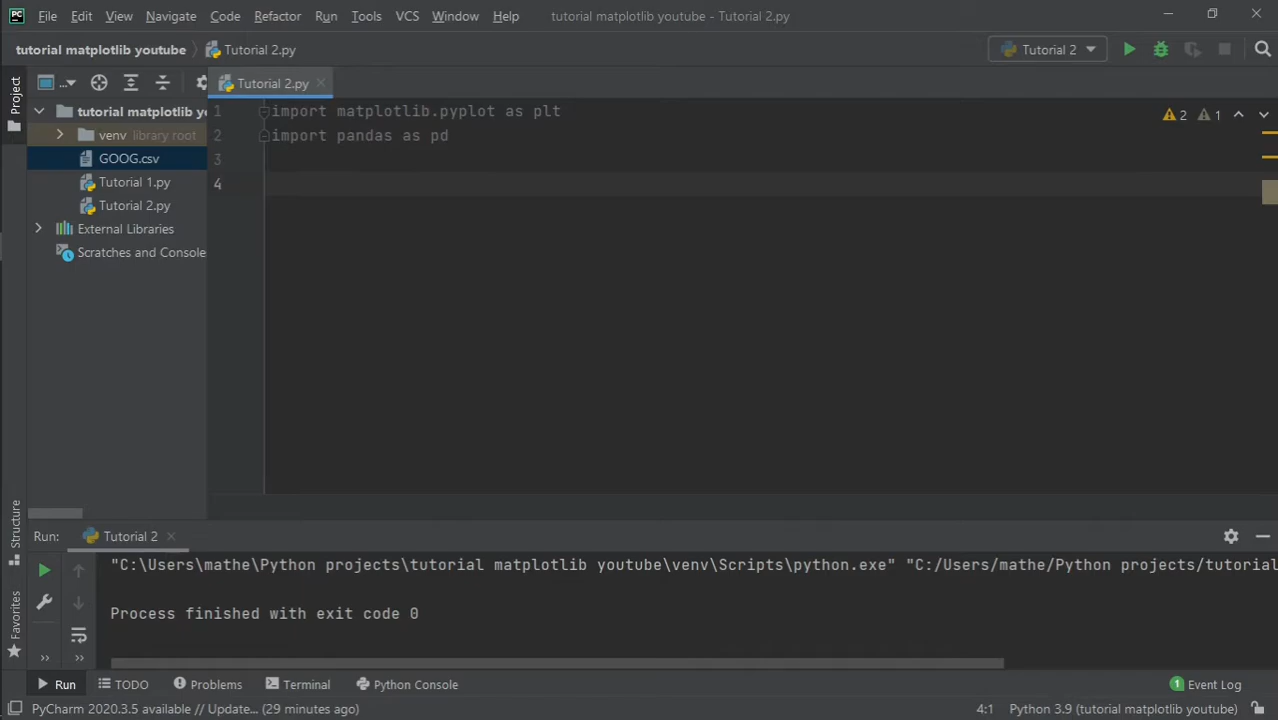 PC File Edit View Navigate Code Refactor Run Tools VCS Window Help tutorial matplotlib youtube - Tutorial 2.py
tutorial matplotlib youtube Tutorial 2.py Tutorial 2
Project
... Tutorial 2.py
tutorial matplotlib yo
venv library root
GOOG.csv
Tutorial 1.py
Tutorial 2.py
External Libraries
Scratches and Console
1 import matplotlib.pyplot as plt
2 import pandas as pd
3
4
2 1
Structure
Favorites
Run: Tutorial 2
"C:\Users\mathe\Python projects\tutorial matplotlib youtube\venv\Scripts\python.exe" "C:/Users/mathe/Python projects/tutorial
Process finished with exit code 0
Run TODO Problems Terminal Python Console 1 Event Log
PyCharm 2020.3.5 available // Update... (29 minutes ago) 4:1 Python 3.9 (tutorial matplotlib youtube)